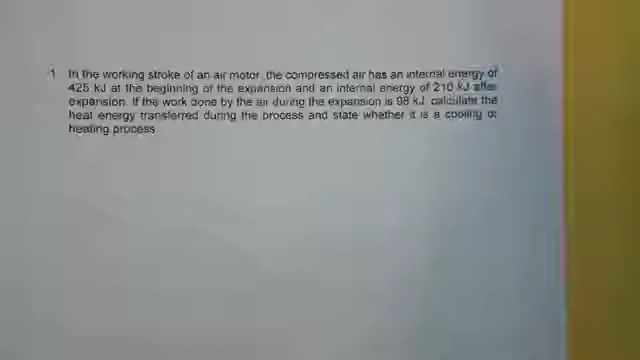 1 In the working stroke of an air motor, the compressed air has an internal energy of
425 kJ at the beginning of the expansion and an internal energy of 210 kJ after
expansion. If the work done by the air during the expansion is 98 kJ, calculate the
heat energy transferred during the process and state whether it is a cooling or
heating process